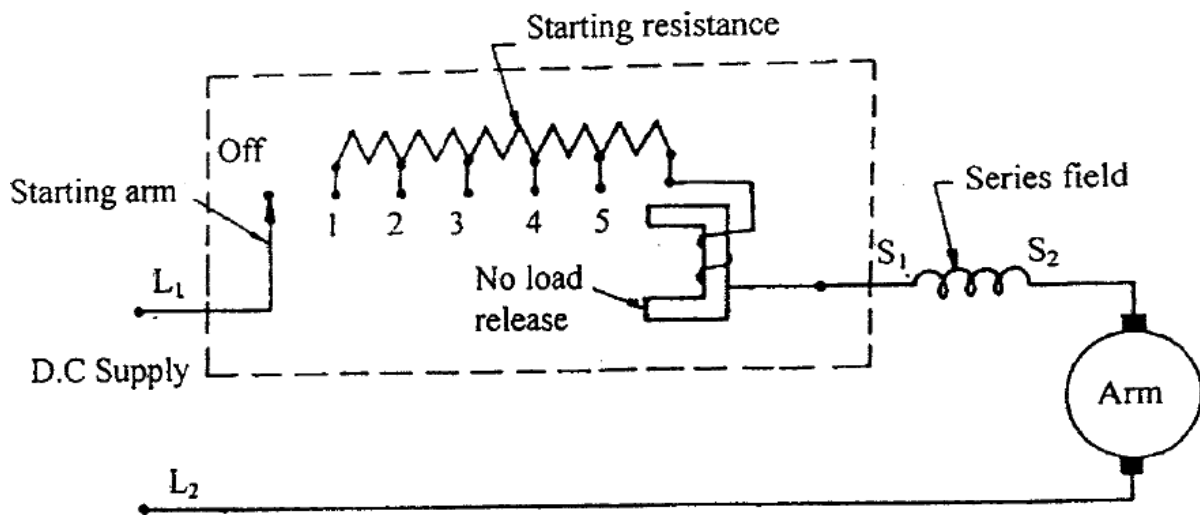 Starting resistance
Off
Starting arm
1 2 3 4 5
Series field
S₁ S₂
L₁
No load
release
D.C Supply
Arm
L₂